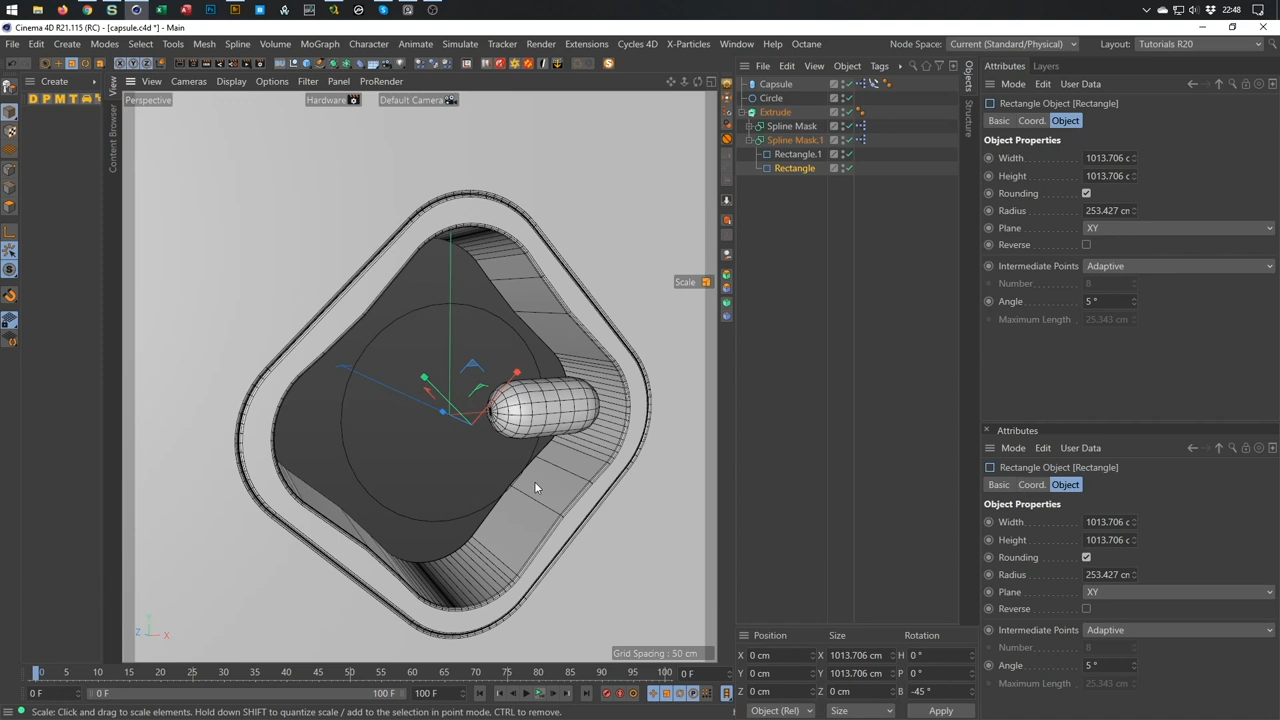 22:48
Cinema 4D R21.115 (RC) - [capsule.c4d *] - Main
File Edit Create Modes Select Tools Mesh Spline Volume MoGraph Character Animate Simulate Tracker Render Extensions Cycles 4D X-Particles Window Help Octane
Node Space: Current (Standard/Physical) Layout: Tutorials R20
Create
View Cameras Display Options Filter Panel ProRender
File Edit View Object Tags
Attributes Layers
Mode Edit User Data
Perspective Hardware Default Camera
D P M T
View
Content Browser
Objects
Structure
Capsule
Circle
Extrude
Spline Mask
Spline Mask.1
Rectangle.1
Rectangle
Scale
Rectangle Object [Rectangle]
Basic Coord. Object
Object Properties
Width 1013.706 c
Height 1013.706 c
Rounding
Radius 253.427 cn
Plane XY
Reverse
Intermediate Points Adaptive
Number 8
Angle 5 °
Maximum Length 25.343 cm
Attributes
Mode Edit User Data
Rectangle Object [Rectangle]
Basic Coord. Object
Object Properties
Width 1013.706 c
Height 1013.706 c
Rounding
Radius 253.427 cn
Plane XY
Reverse
Intermediate Points Adaptive
Number 8
Angle 5 °
Maximum Length 25.343 cm
Y
Z X
Grid Spacing : 50 cm
0 5 10 15 20 25 30 35 40 45 50 55 60 65 70 75 80 85 90 95 100 0 F
0 F 0 F 100 F 100 F
Position Size Rotation
X 0 cm X 1013.706 cm H 0 °
Y 0 cm Y 1013.706 cm P 0 °
Z 0 cm Z 0 cm B -45 °
Object (Rel) Size Apply
Scale: Click and drag to scale elements. Hold down SHIFT to quantize scale / add to the selection in point mode. CTRL to remove.